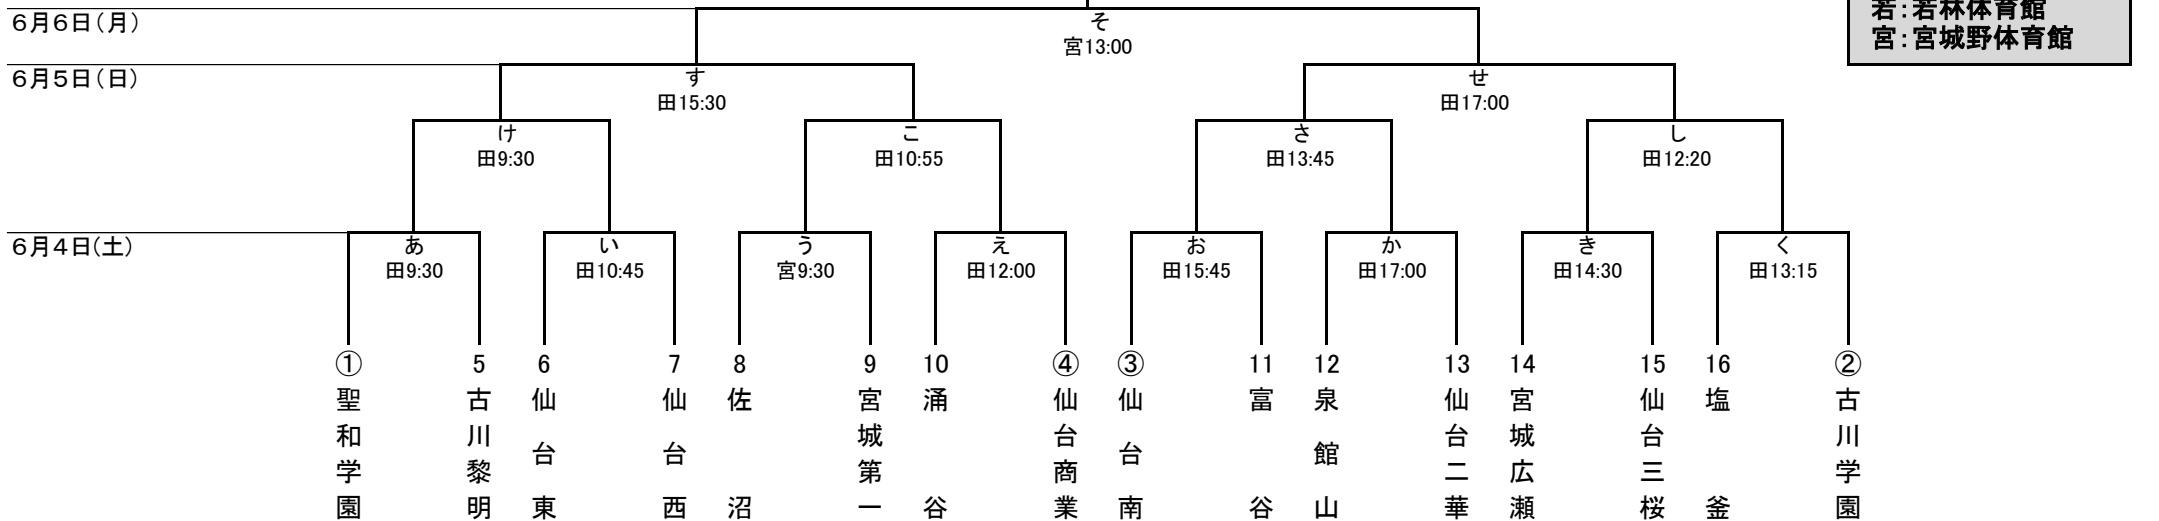 若：若林体育館
宮：宮城野体育館
６月６日（月）
そ
宮13:00
６月５日（日）
す
田15:30
せ
田17:00
け
田9:30
こ
田10:55
さ
田13:45
し
田12:20
６月４日（土）
あ
田9:30
い
田10:45
う
宮9:30
え
田12:00
お
田15:45
か
田17:00
き
田14:30
く
田13:15
① 聖和学園
5 古川黎明
6 仙台東
7 仙台西
8 佐沼
9 宮城第一
10 涌谷
④ 仙台商業
③ 仙台南
11 富谷
12 泉館山
13 仙台二華
14 宮城広瀬
15 仙台三桜
16 塩釜
② 古川学園